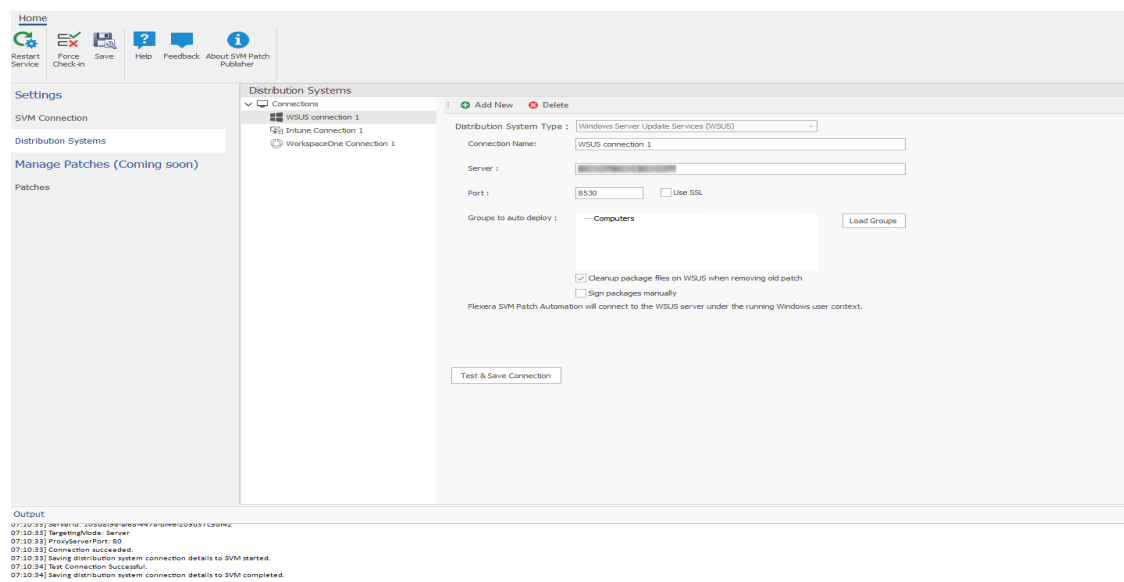 Home
Restart Service
Force Check-in
Save
Help
Feedback
About SVM Patch Publisher
Settings
SVM Connection
Distribution Systems
Manage Patches (Coming soon)
Patches
Distribution Systems
Connections
WSUS connection 1
Intune Connection 1
WorkspaceOne Connection 1
Add New
Delete
Distribution System Type : Windows Server Update Services (WSUS)
Connection Name: WSUS connection 1
Server :
Port : 8530 Use SSL
Groups to auto deploy : Computers Load Groups
Cleanup package files on WSUS when removing old patch
Sign packages manually
Flexera SVM Patch Automation will connect to the WSUS server under the running Windows user context.
Test & Save Connection
Output
07:10:33] TargetingMode: Server
07:10:33] ProxyServerPort: 80
07:10:33] Connection succeeded.
07:10:33] Saving distribution system connection details to SVM started.
07:10:34] Test Connection Successful.
07:10:34] Saving distribution system connection details to SVM completed.